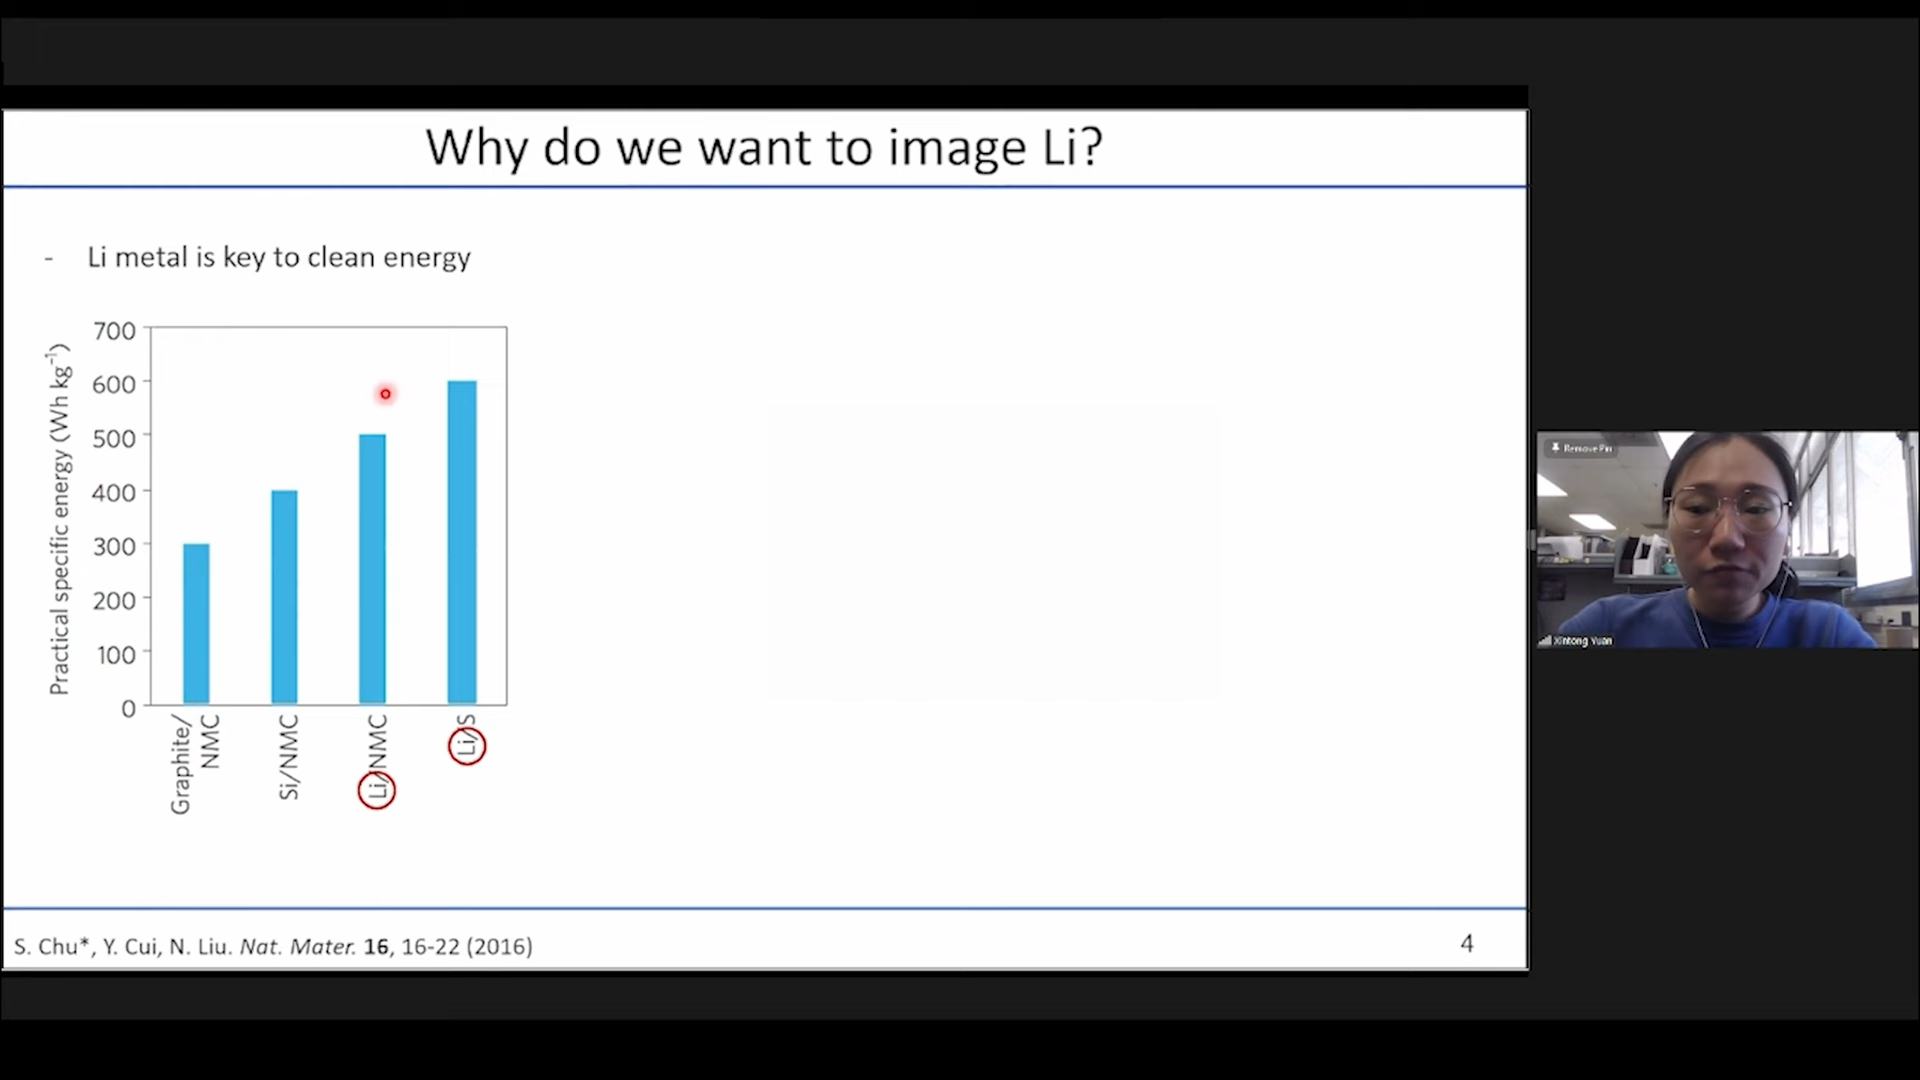 Why do we want to image Li?
- Li metal is key to clean energy
Practical specific energy (Wh kg⁻¹)
700
600
500
400
300
200
100
0
Graphite/
NMC
Si/NMC
Li/NMC
Li/S
S. Chu*, Y. Cui, N. Liu. Nat. Mater. 16, 16-22 (2016)
4
Remove Pin
Xintong Yuan